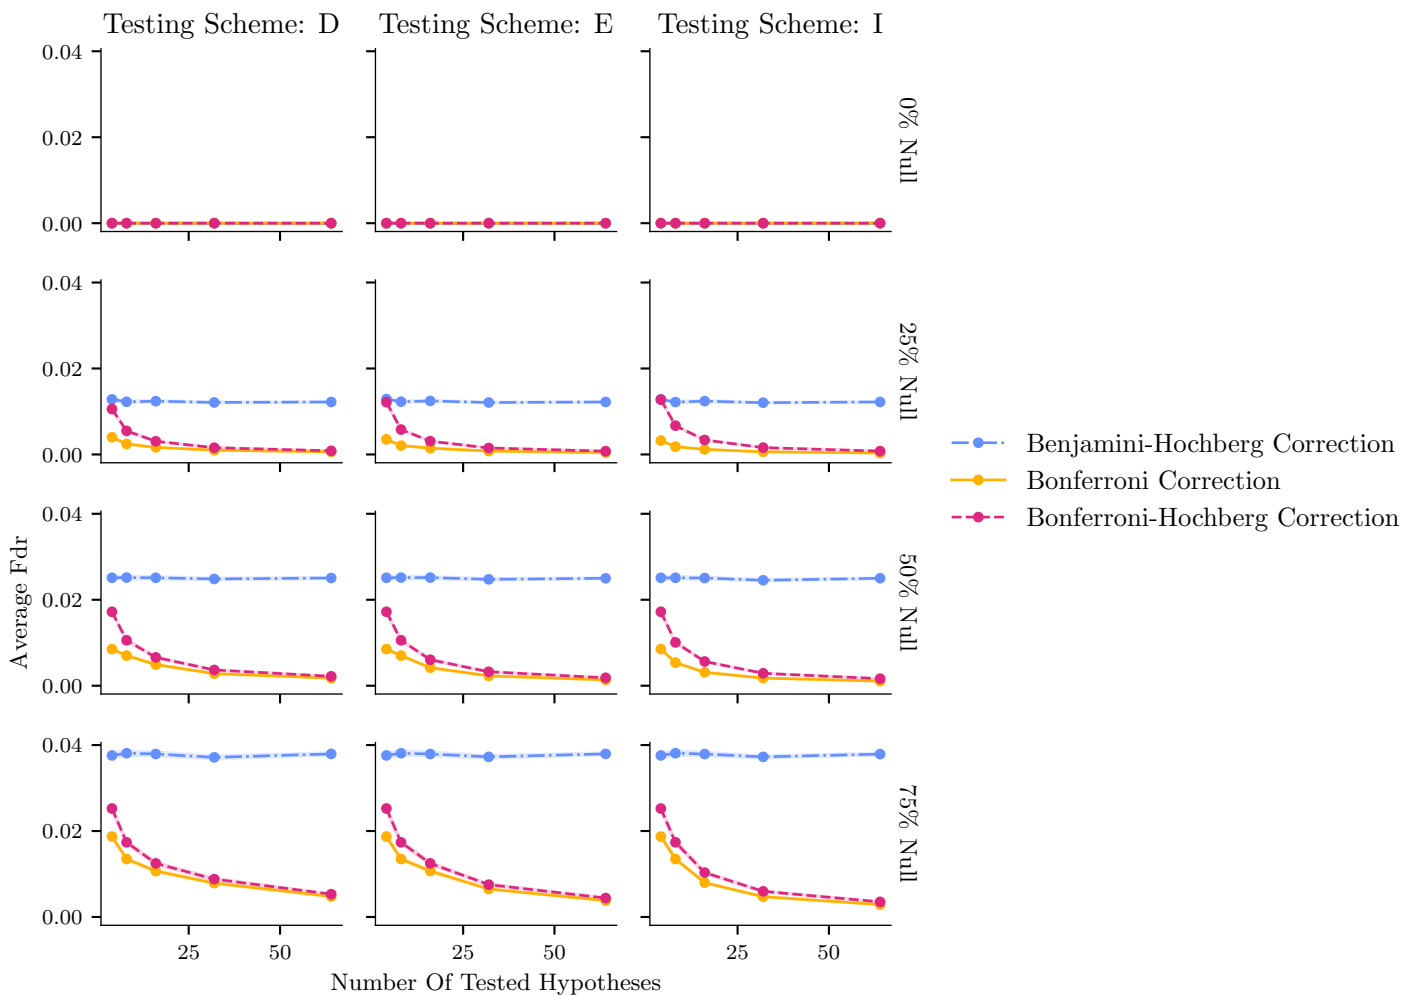 Testing Scheme: D
Testing Scheme: E
Testing Scheme: I
0.04
0.02
0.00
0% Null
0.04
0.02
0.00
25% Null
0.04
0.02
0.00
50% Null
0.04
0.02
0.00
75% Null
25 50
25 50
25 50
Average Fdr
Number Of Tested Hypotheses
Benjamini-Hochberg Correction
Bonferroni Correction
Bonferroni-Hochberg Correction